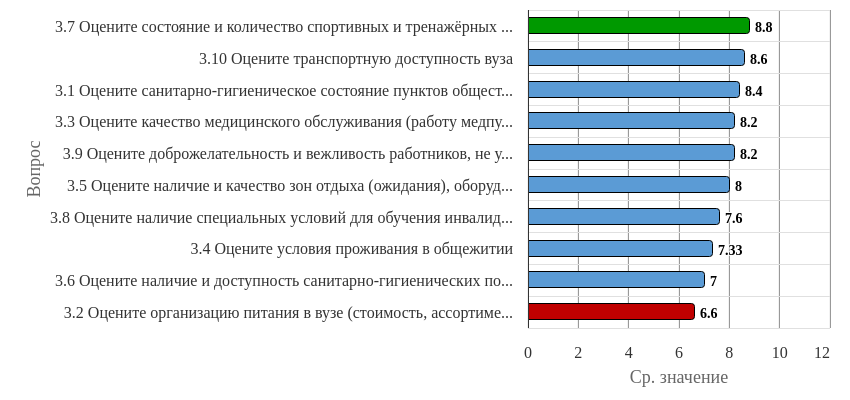 3.7 Оцените состояние и количество спортивных и тренажёрных ... 8.8
3.10 Оцените транспортную доступность вуза 8.6
3.1 Оцените санитарно-гигиеническое состояние пунктов общест... 8.4
3.3 Оцените качество медицинского обслуживания (работу медпу... 8.2
3.9 Оцените доброжелательность и вежливость работников, не у... 8.2
3.5 Оцените наличие и качество зон отдыха (ожидания), оборуд... 8
3.8 Оцените наличие специальных условий для обучения инвалид... 7.6
3.4 Оцените условия проживания в общежитии 7.33
3.6 Оцените наличие и доступность санитарно-гигиенических по... 7
3.2 Оцените организацию питания в вузе (стоимость, ассортиме... 6.6
Вопрос
0 2 4 6 8 10 12
Ср. значение